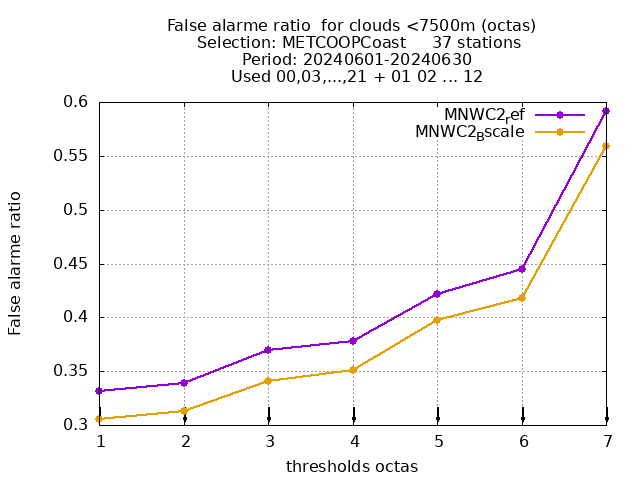 False alarme ratio  for clouds <7500m (octas)
Selection: METCOOPCoast     37 stations
Period: 20240601-20240630
Used 00,03,...,21 + 01 02 ... 12
MNWC2ref
MNWC2Bscale
0.6
0.55
0.5
0.45
0.4
0.35
0.3
False alarme ratio
1 2 3 4 5 6 7
thresholds octas